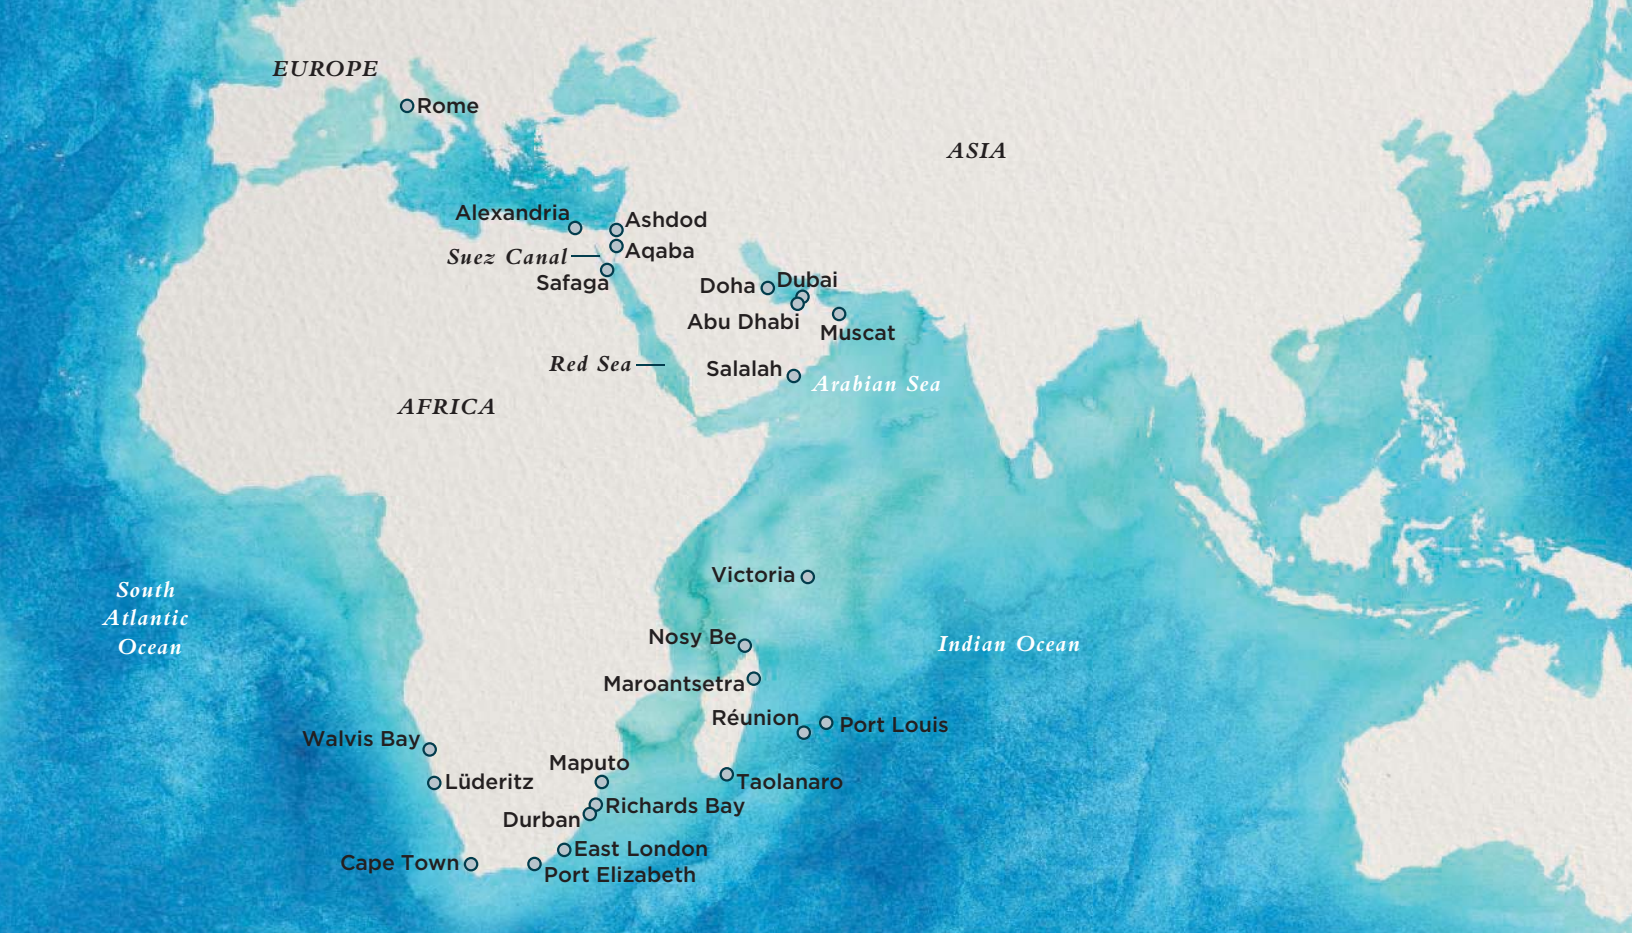 EUROPE
Rome
ASIA
Alexandria
Ashdod
Suez Canal
Aqaba
Safaga
Doha
Dubai
Abu Dhabi
Muscat
Red Sea
Salalah
Arabian Sea
AFRICA
Victoria
South
Atlantic
Ocean
Nosy Be
Indian Ocean
Maroantsetra
Réunion
Port Louis
Walvis Bay
Maputo
Lüderitz
Taolanaro
Richards Bay
Durban
East London
Cape Town
Port Elizabeth